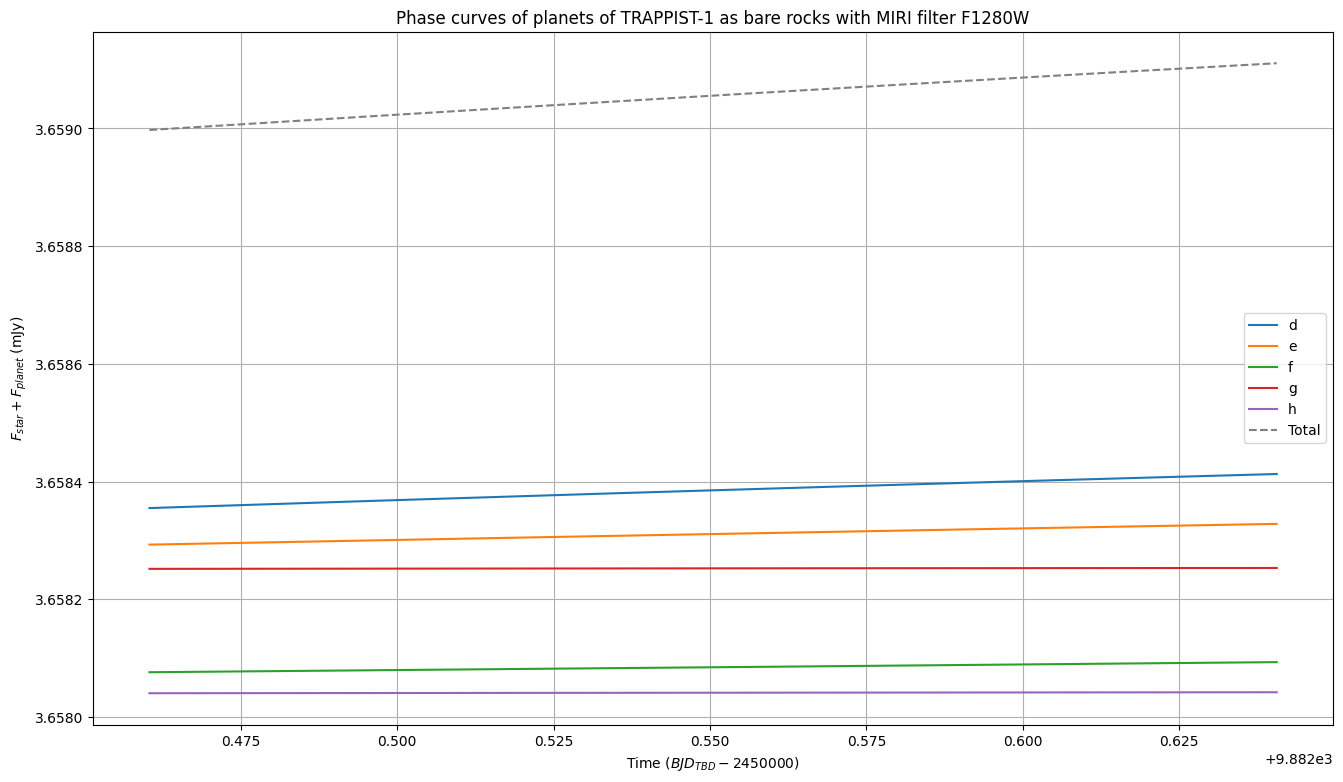 Phase curves of planets of TRAPPIST-1 as bare rocks with MIRI filter F1280W
F_star + F_planet (mJy)
3.6590
3.6588
3.6586
3.6584
3.6582
3.6580
d
e
f
g
h
Total
0.475
0.500
0.525
0.550
0.575
0.600
0.625
+9.882e3
Time (BJD_TBD − 2450000)